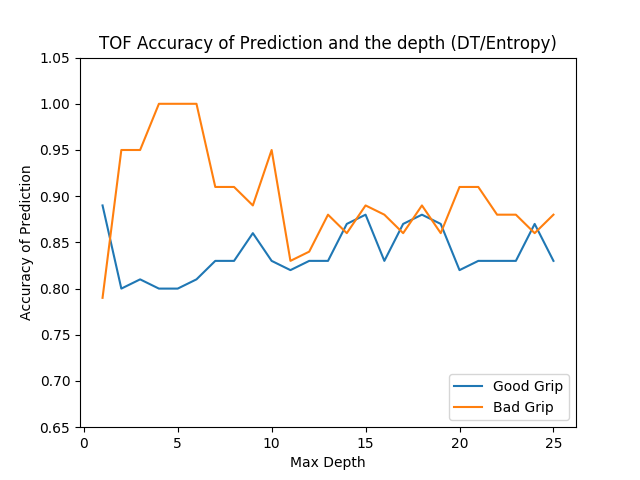 TOF Accuracy of Prediction and the depth (DT/Entropy)
1.05
1.00
0.95
0.90
0.85
0.80
0.75
0.70
0.65
Accuracy of Prediction
Good Grip
Bad Grip
0 5 10 15 20 25
Max Depth